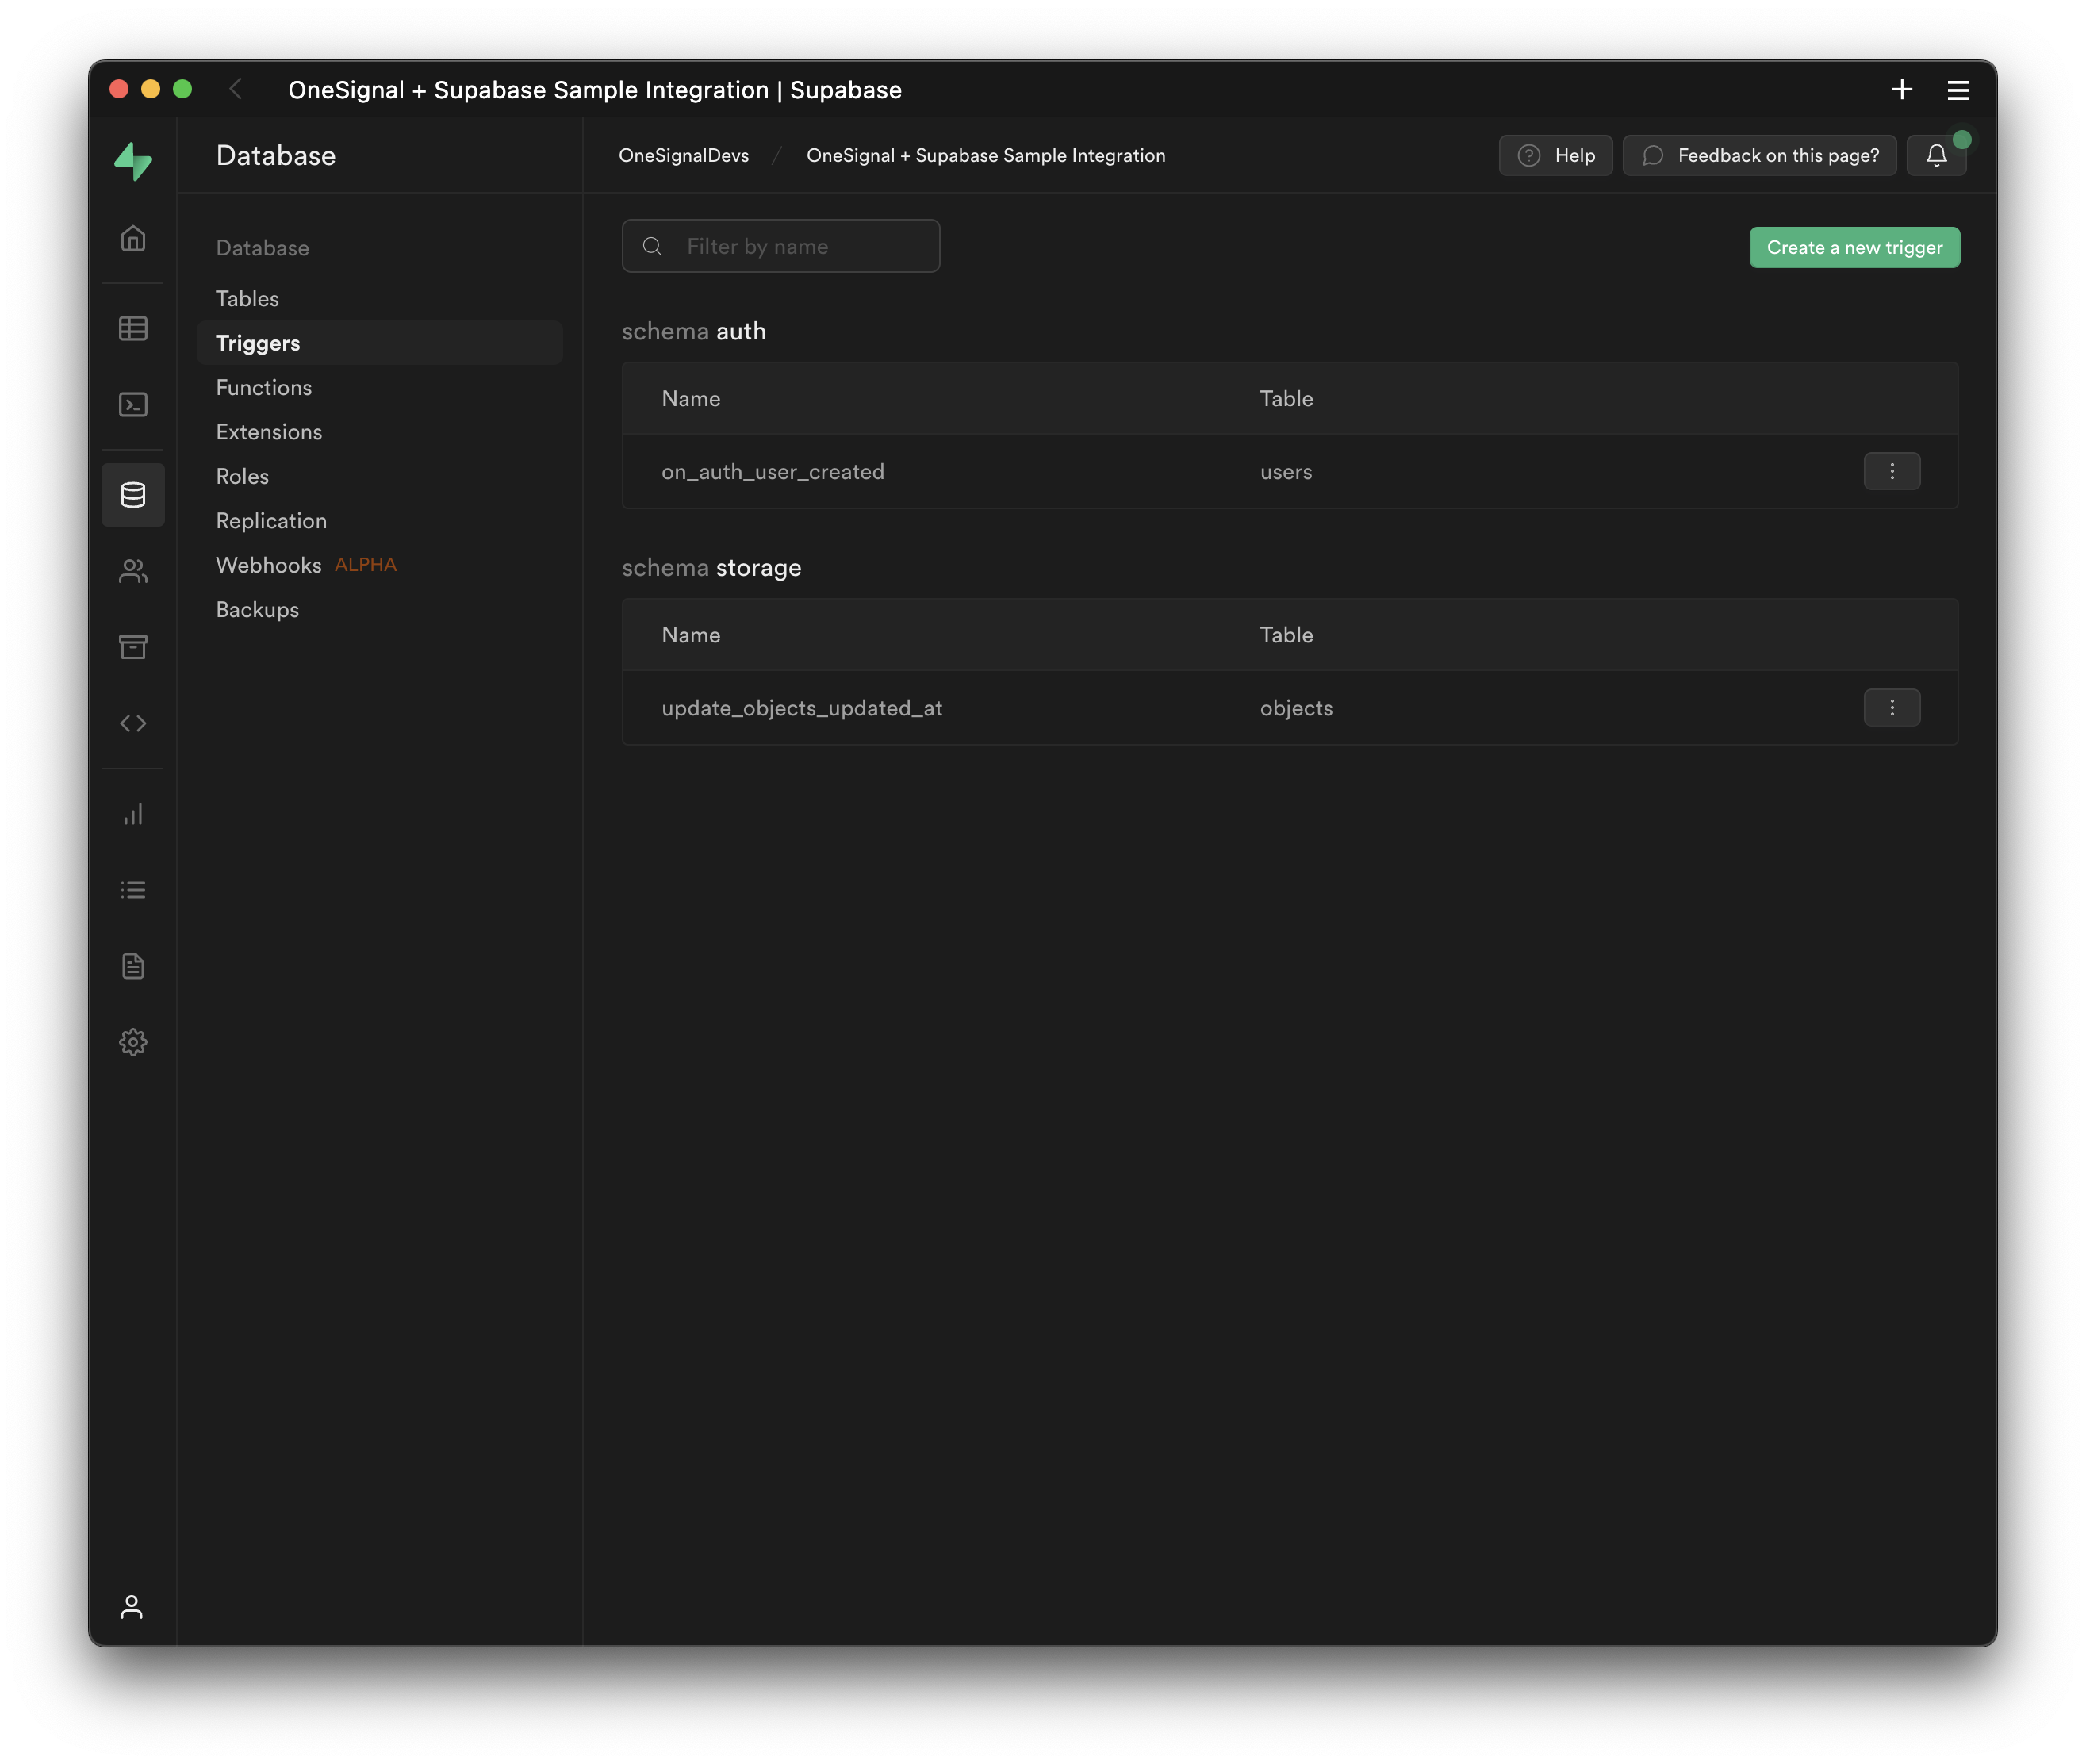 OneSignal + Supabase Sample Integration | Supabase
Database
OneSignalDevs / OneSignal + Supabase Sample Integration
Help
Feedback on this page?
Database
Tables
Triggers
Functions
Extensions
Roles
Replication
Webhooks ALPHA
Backups
Filter by name
Create a new trigger
schema auth
Name Table
on_auth_user_created users
schema storage
Name Table
update_objects_updated_at objects